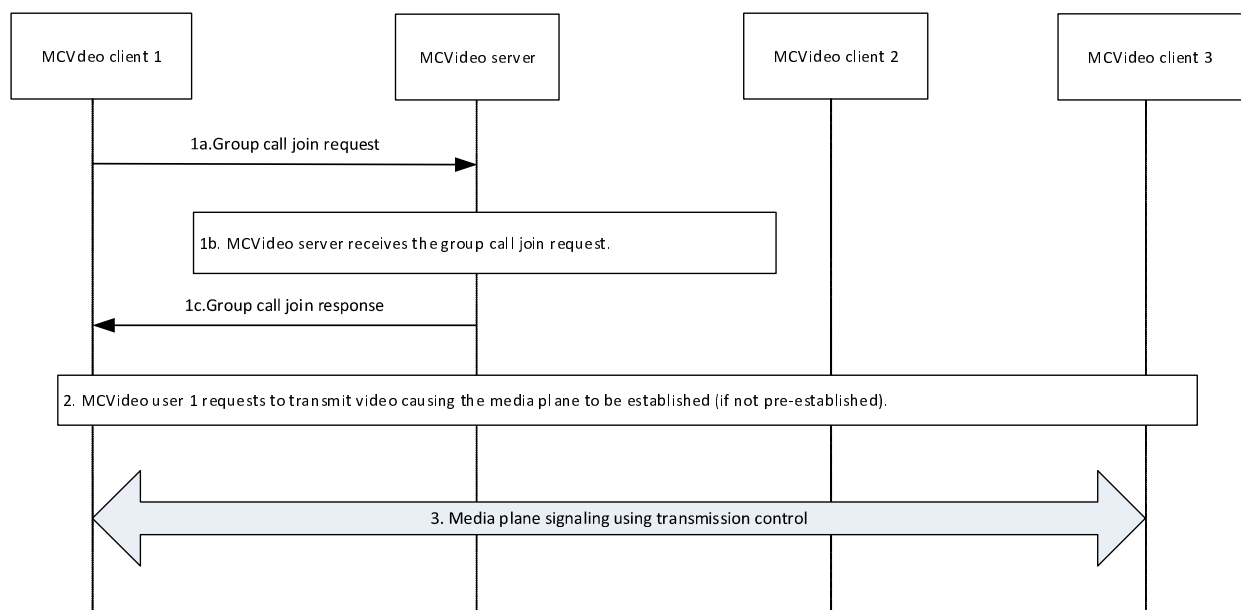 MCVdeo client 1
MCVideo server
MCVideo client 2
MCVideo client 3
1a.Group call join request
1b. MCVideo server receives the group call join request.
1c.Group call join response
2. MCVideo user 1 requests to transmit video causing the media plane to be established (if not pre-established).
3. Media plane signaling using transmission control